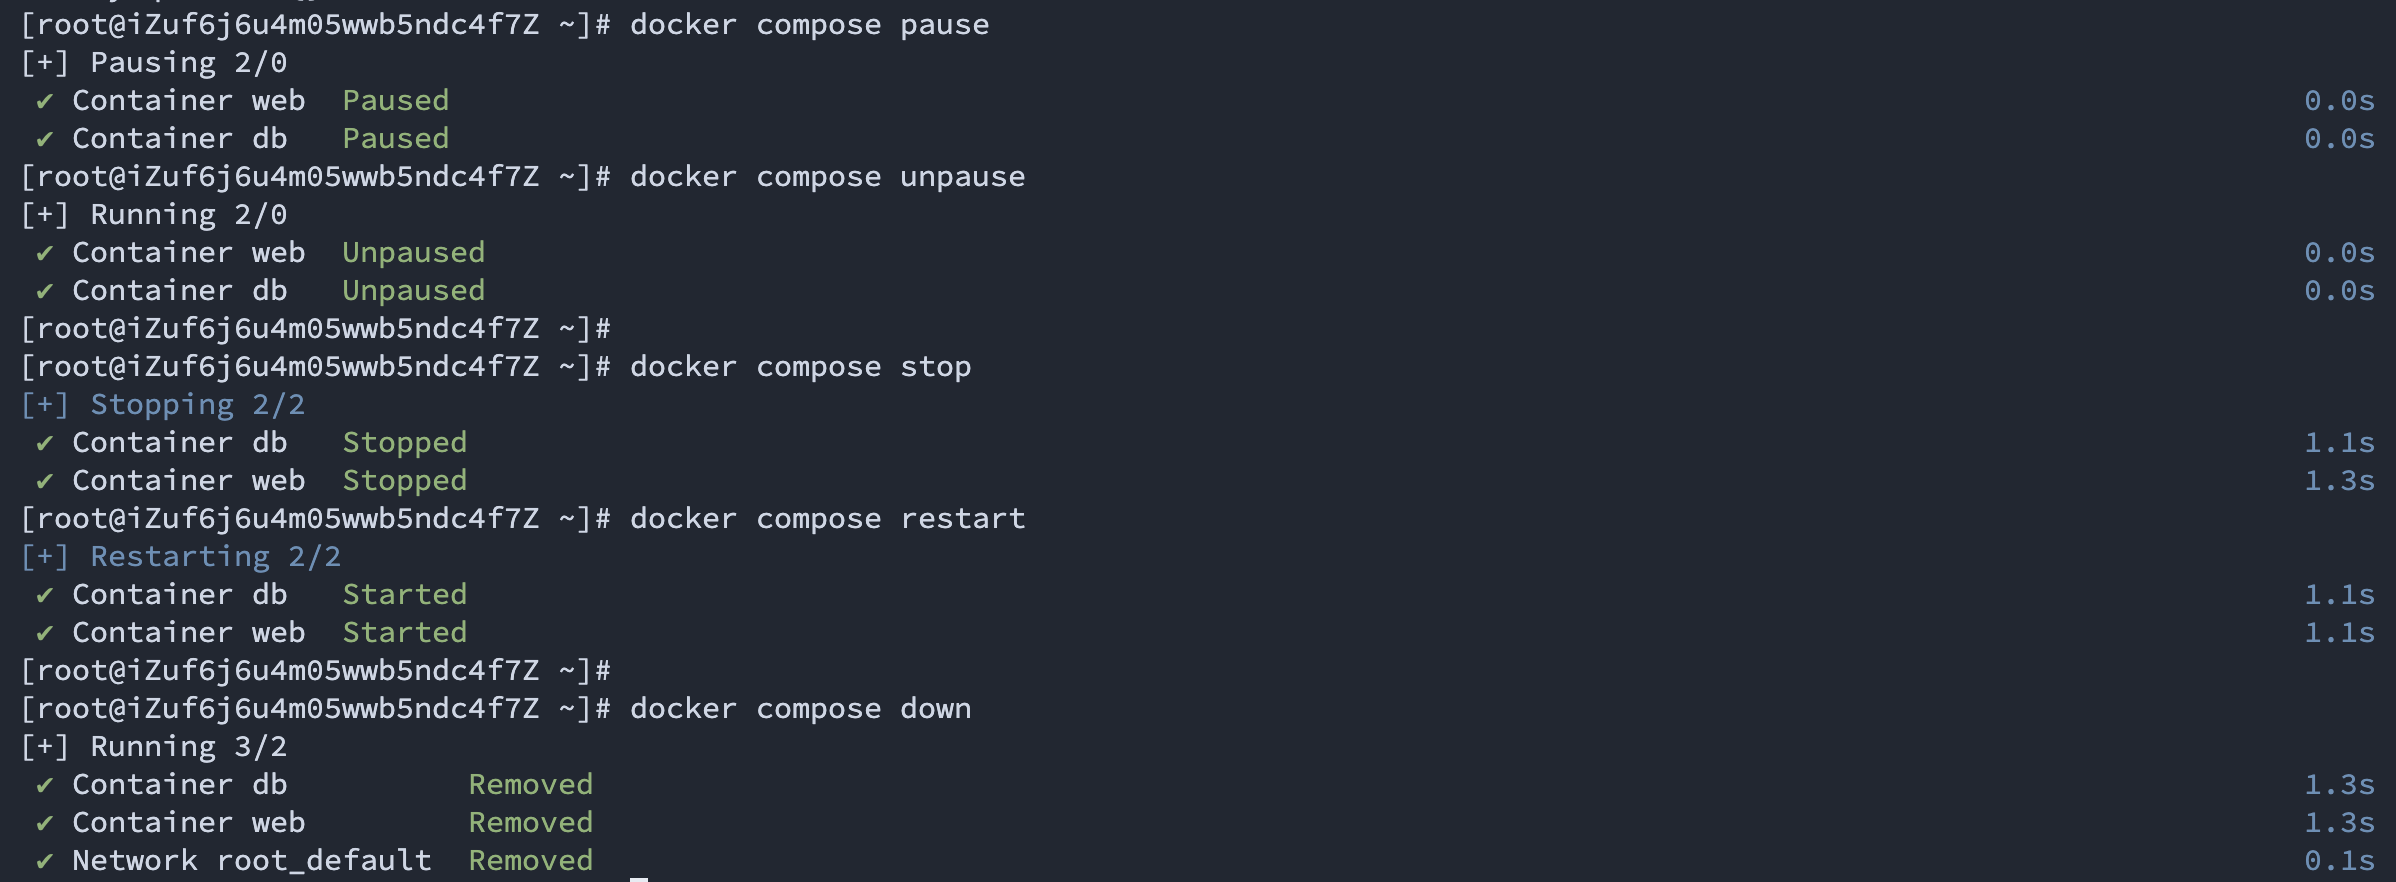 [root@iZuf6j6u4m05wwb5ndc4f7Z ~]# docker compose pause
[+] Pausing 2/0
✔ Container web  Paused 0.0s
✔ Container db   Paused 0.0s
[root@iZuf6j6u4m05wwb5ndc4f7Z ~]# docker compose unpause
[+] Running 2/0
✔ Container web  Unpaused 0.0s
✔ Container db   Unpaused 0.0s
[root@iZuf6j6u4m05wwb5ndc4f7Z ~]#
[root@iZuf6j6u4m05wwb5ndc4f7Z ~]# docker compose stop
[+] Stopping 2/2
✔ Container db   Stopped 1.1s
✔ Container web  Stopped 1.3s
[root@iZuf6j6u4m05wwb5ndc4f7Z ~]# docker compose restart
[+] Restarting 2/2
✔ Container db   Started 1.1s
✔ Container web  Started 1.1s
[root@iZuf6j6u4m05wwb5ndc4f7Z ~]#
[root@iZuf6j6u4m05wwb5ndc4f7Z ~]# docker compose down
[+] Running 3/2
✔ Container db         Removed 1.3s
✔ Container web        Removed 1.3s
✔ Network root_default  Removed 0.1s